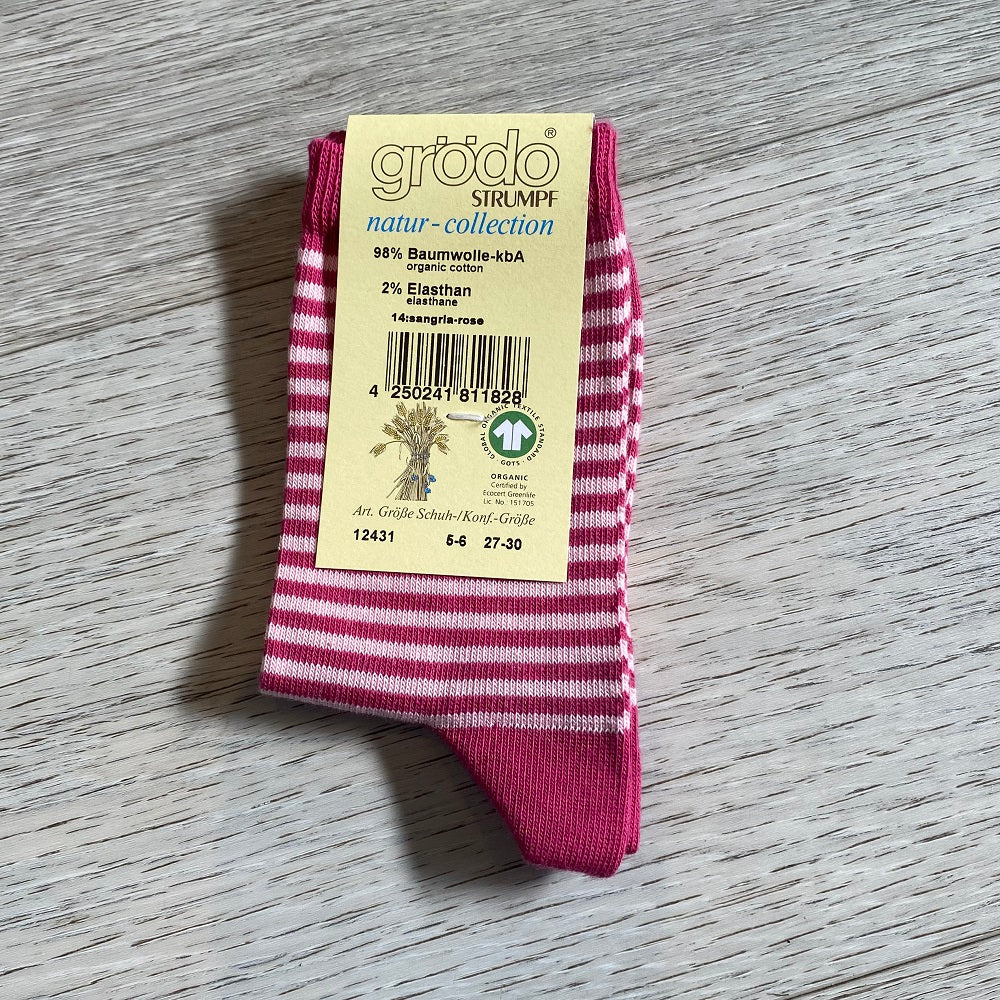 grödo®
STRUMPF
natur-collection
98% Baumwolle-kbA
organic cotton
2% Elasthan
elasthane
14:sangria-rose
4 250241 811828
GLOBAL ORGANIC TEXTILE STANDARD · GOTS ·
ORGANIC
Certified by
Ecocert Greenlife
Lic. No. 151705
Art. Größe Schuh-/Konf.-Größe
12431 5-6 27-30